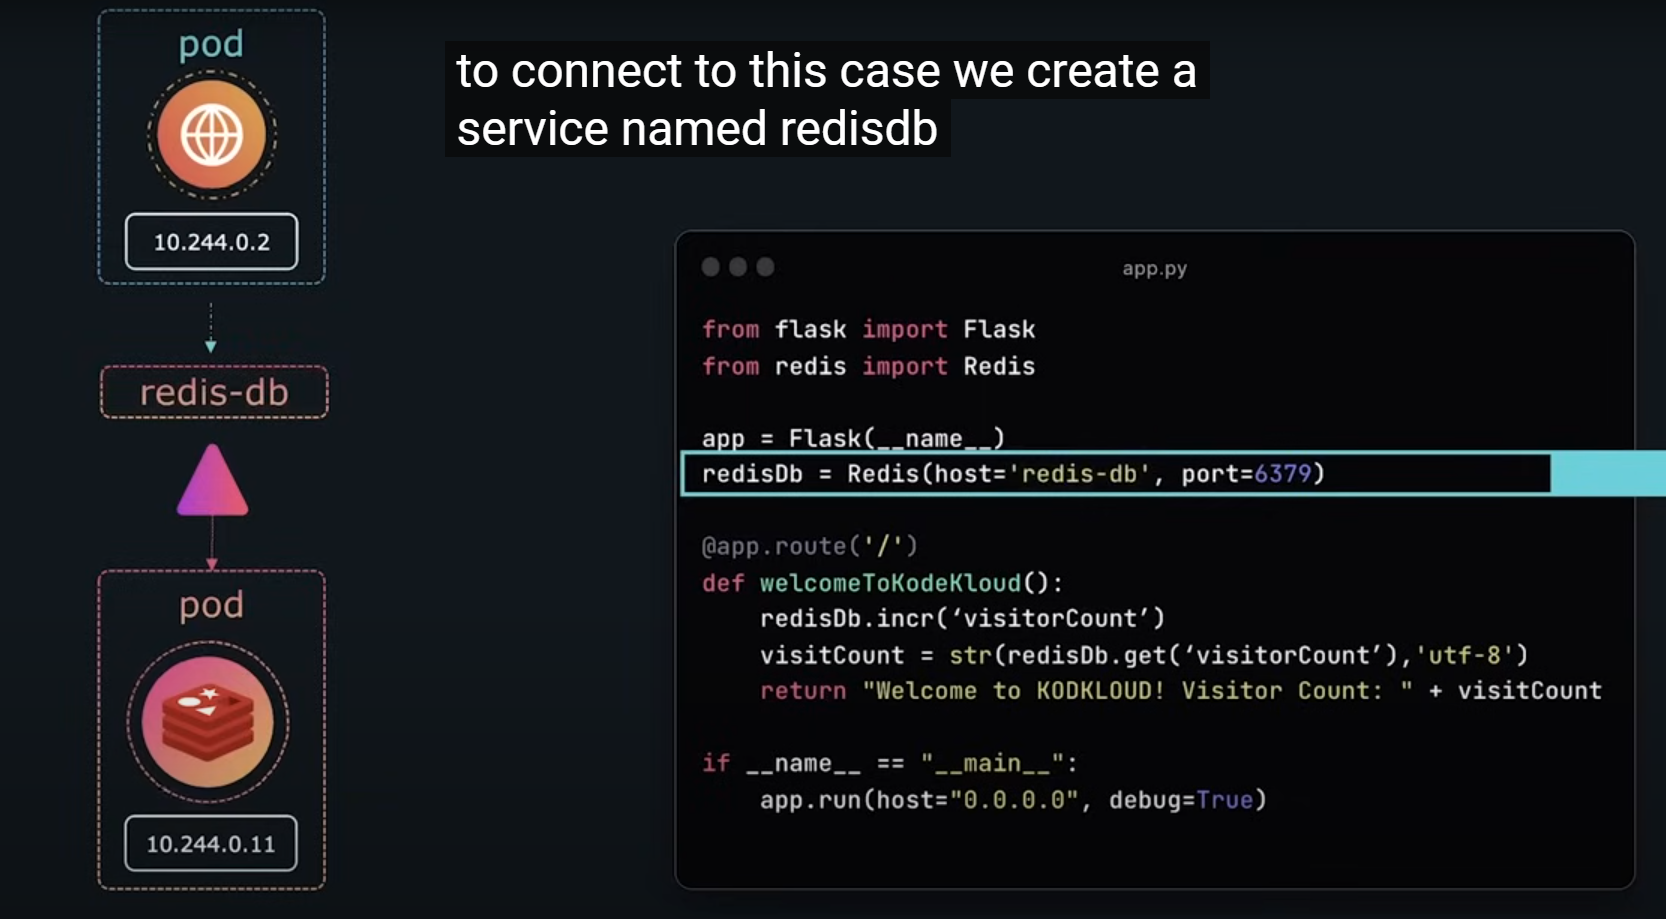 pod
10.244.0.2
redis-db
pod
10.244.0.11
to connect to this case we create a
service named redisdb
app.py
from flask import Flask
from redis import Redis
app = Flask(__name__)
redisDb = Redis(host='redis-db', port=6379)
@app.route('/')
def welcomeToKodeKloud():
    redisDb.incr(‘visitorCount’)
    visitCount = str(redisDb.get(‘visitorCount’),'utf-8')
    return "Welcome to KODKLOUD! Visitor Count: " + visitCount
if __name__ == "__main__":
    app.run(host="0.0.0.0", debug=True)